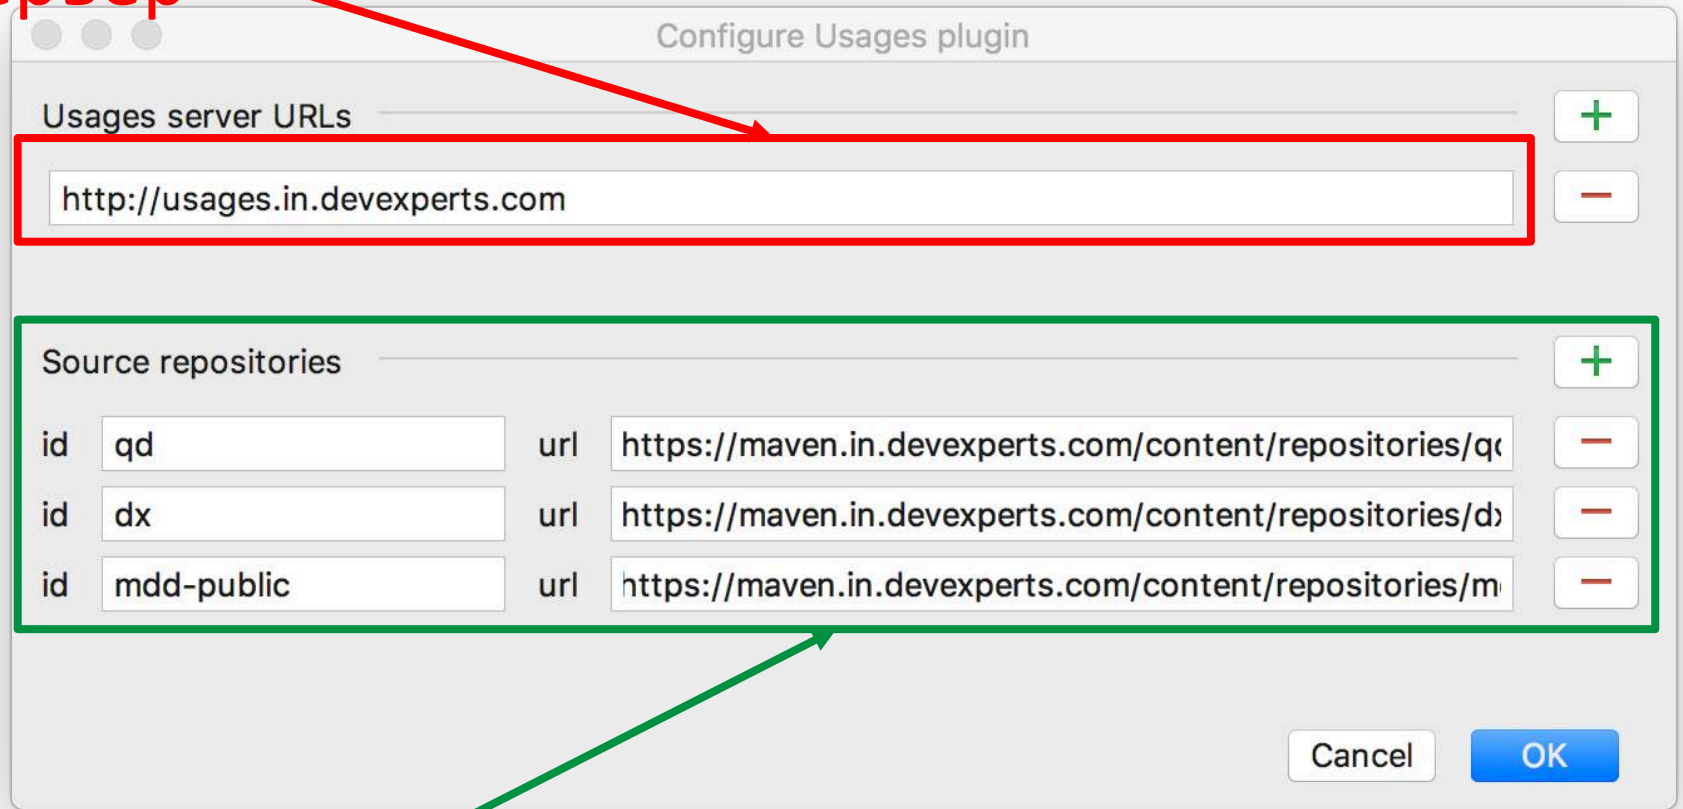 Configure Usages plugin
Usages server URLs
+
http://usages.in.devexperts.com
−
Source repositories
+
id qd url https://maven.in.devexperts.com/content/repositories/
−
id dx url https://maven.in.devexperts.com/content/repositories/
−
id mdd-public url https://maven.in.devexperts.com/content/repositories/
−
Cancel OK